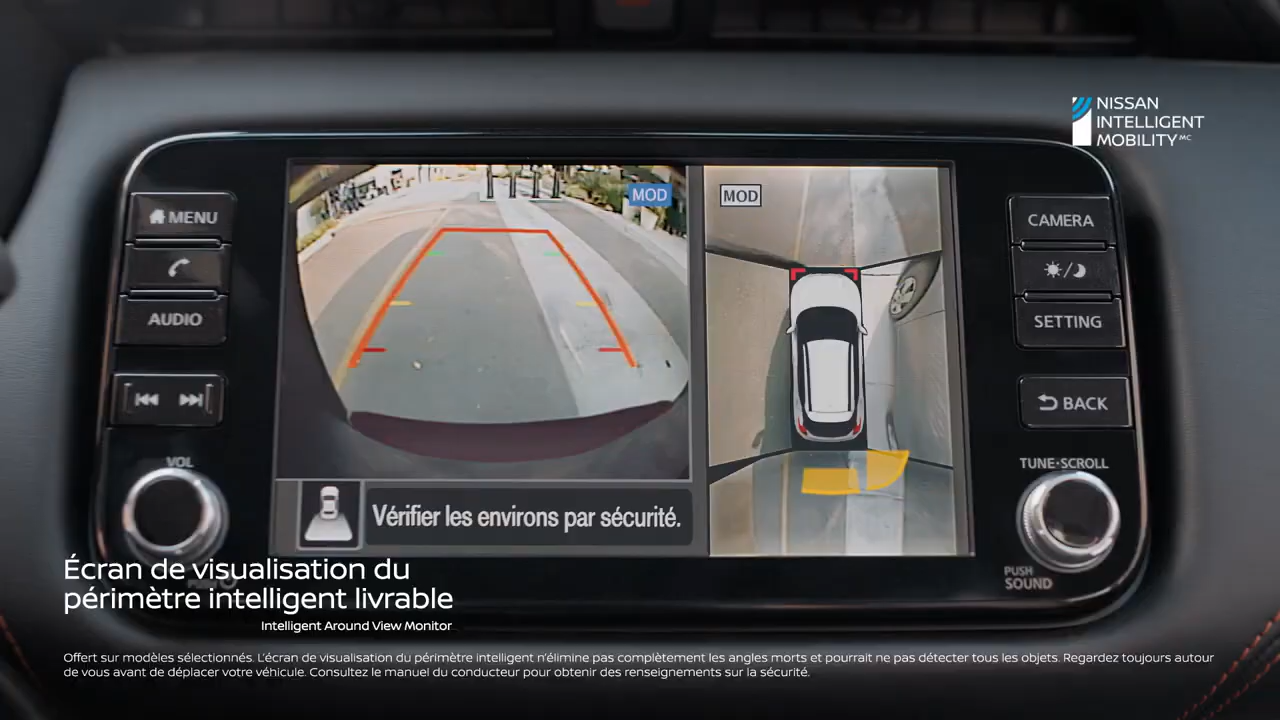 NISSAN
INTELLIGENT
MOBILITY MC
MENU
AUDIO
VOL
MOD
MOD
Vérifier les environs par sécurité.
CAMERA
SETTING
BACK
TUNE•SCROLL
PUSH
SOUND
Écran de visualisation du
périmètre intelligent livrable
Intelligent Around View Monitor
Offert sur modèles sélectionnés. L'écran de visualisation du périmètre intelligent n'élimine pas complètement les angles morts et pourrait ne pas détecter tous les objets. Regardez toujours autour
de vous avant de déplacer votre véhicule. Consultez le manuel du conducteur pour obtenir des renseignements sur la sécurité.